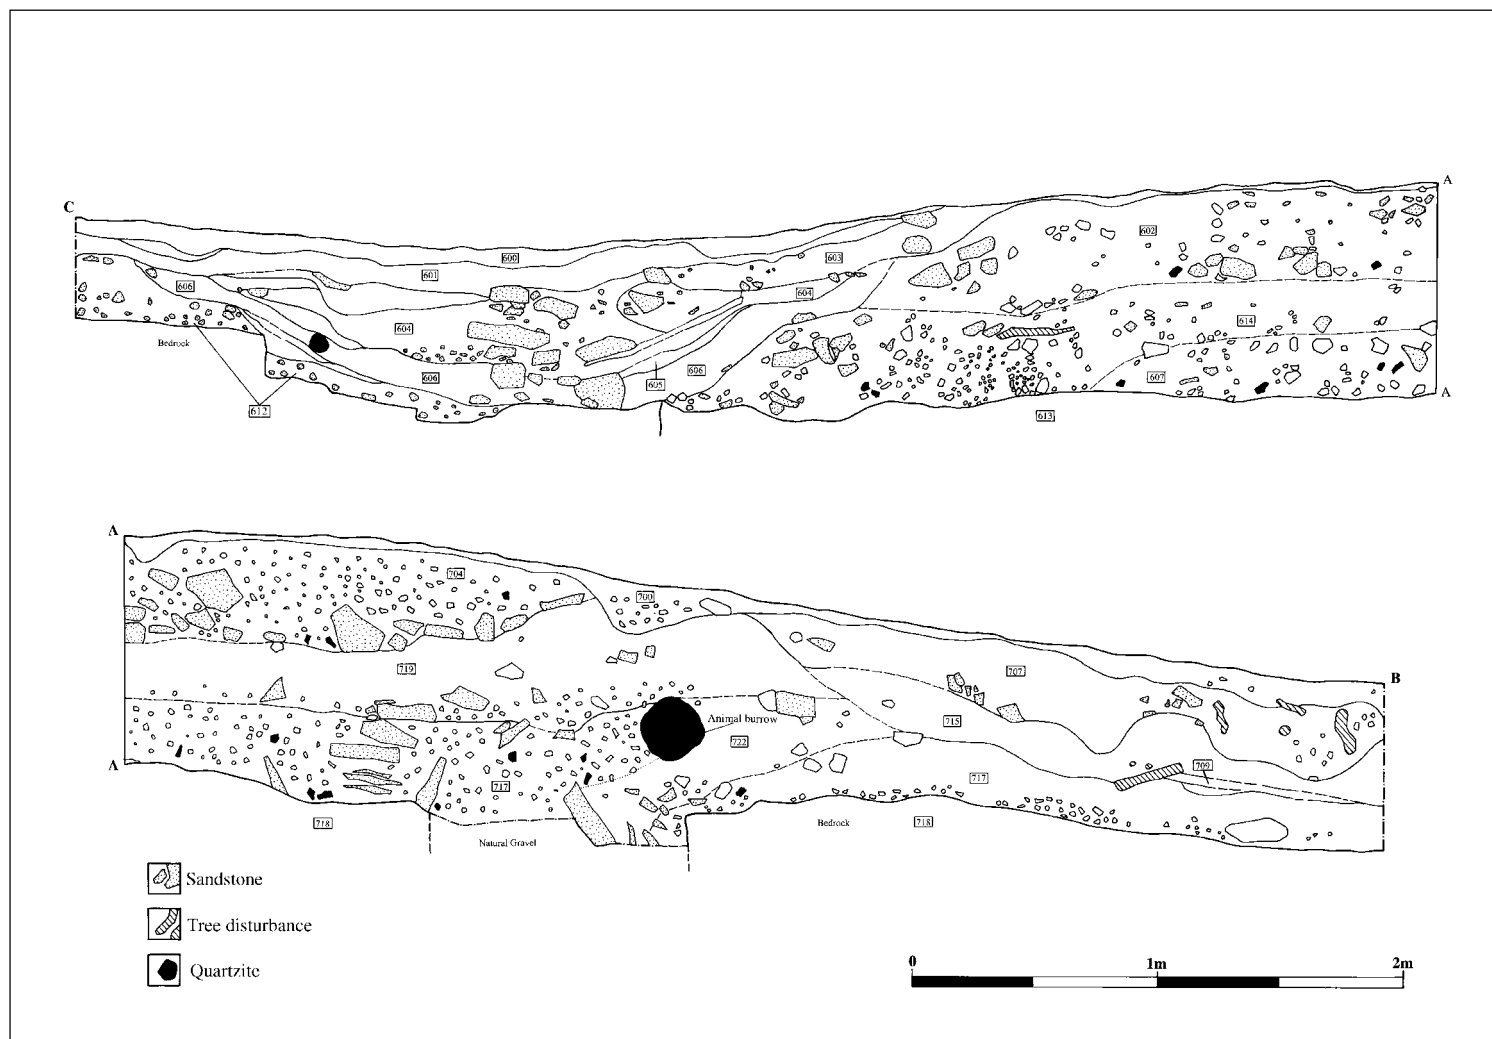 C
A
602
603
600
601
606
604
604
614
Bedrock
606
605
606
607
A
612
613
A
704
700
719
707
B
Animal burrow
715
722
A
709
717
717
718
Bedrock
718
Natural Gravel
Sandstone
Tree disturbance
Quartzite
0
1m
2m